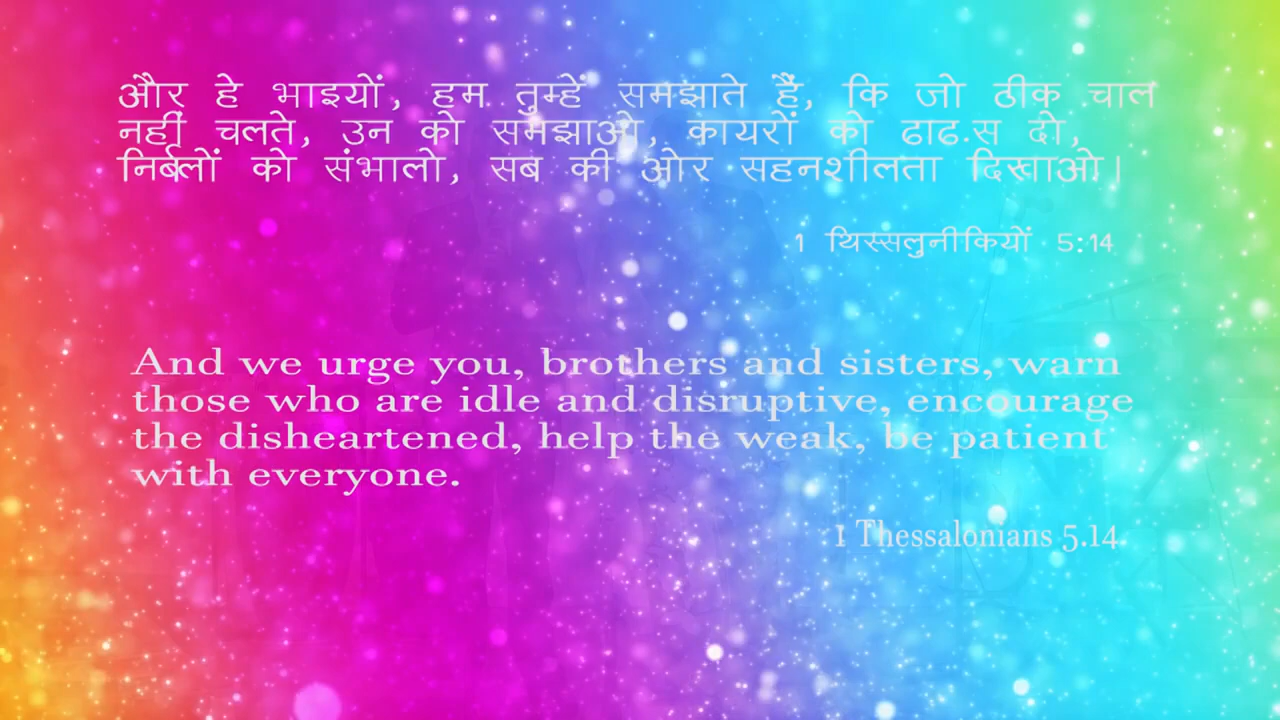 और हे भाइयों, हम तुम्हें समझाते हैं, कि जो ठीक चाल
नहीं चलते, उन को समझाओ, कायरों को ढाढ.स दो,
निर्बलों को संभालो, सब की ओर सहनशीलता दिखाओ।
1 थिस्सलुनीकियों 5:14
And we urge you, brothers and sisters, warn
those who are idle and disruptive, encourage
the disheartened, help the weak, be patient
with everyone.
1 Thessalonians 5.14.